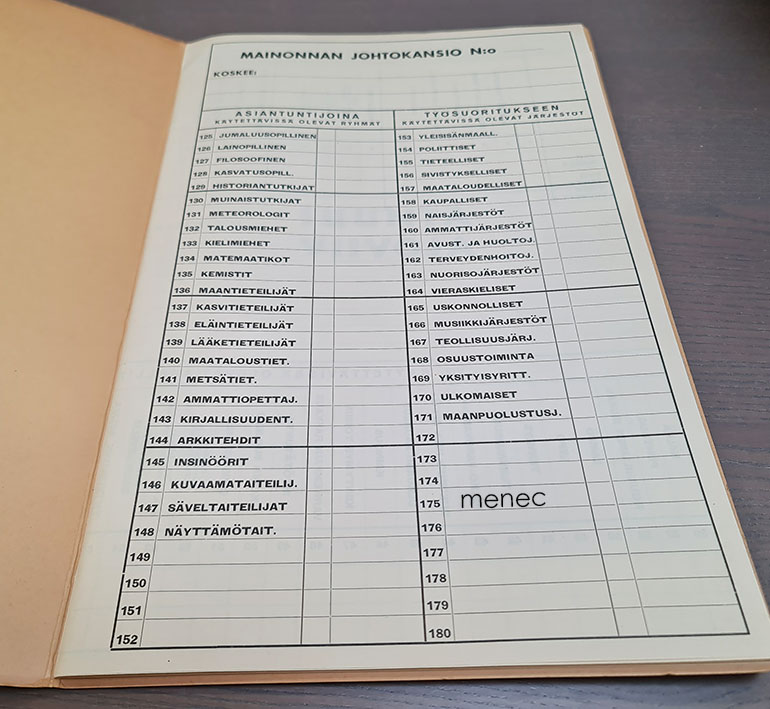 MAINONNAN JOHTOKANSIO N:o
KOSKEE:
ASIANTUNTIJOINA
KÄYTETTÄVISSÄ OLEVAT RYHMÄT
125 JUMALUUSOPILLINEN
126 LAINOPILLINEN
127 FILOSOOFINEN
128 KASVATUSOPILL.
129 HISTORIANTUTKIJAT
130 MUINAISTUTKIJAT
131 METEOROLOGIT
132 TALOUSMIEHET
133 KIELIMIEHET
134 MATEMAATIKOT
135 KEMISTIT
136 MAANTIETEILIJÄT
137 KASVITIETEILIJÄT
138 ELÄINTIETEILIJÄT
139 LÄÄKETIETEILIJÄT
140 MAATALOUSTIET.
141 METSÄTIET.
142 AMMATTIOPETTAJ.
143 KIRJALLISUUDENT.
144 ARKKITEHDIT
145 INSINÖÖRIT
146 KUVAAMATAITEILIJ.
147 SÄVELTAITEILIJAT
148 NÄYTTÄMÖTAIT.
149
150
151
152
TYÖSUORITUKSEEN
KÄYTETTÄVISSÄ OLEVAT JÄRJESTÖT
153 YLEISISÄNMAALL.
154 POLIITTISET
155 TIETEELLISET
156 SIVISTYKSELLISET
157 MAATALOUDELLISET
158 KAUPALLISET
159 NAISJÄRJESTÖT
160 AMMATTIJÄRJESTÖT
161 AVUST. JA HUOLTOJ.
162 TERVEYDENHOITOJ.
163 NUORISOJÄRJESTÖT
164 VIERASKIELISET
165 USKONNOLLISET
166 MUSIIKKIJÄRJESTÖT
167 TEOLLISUUSJÄRJ.
168 OSUUSTOIMINTA
169 YKSITYISYRITT.
170 ULKOMAISET
171 MAANPUOLUSTUSJ.
172
173
174
175
menec
176
177
178
179
180